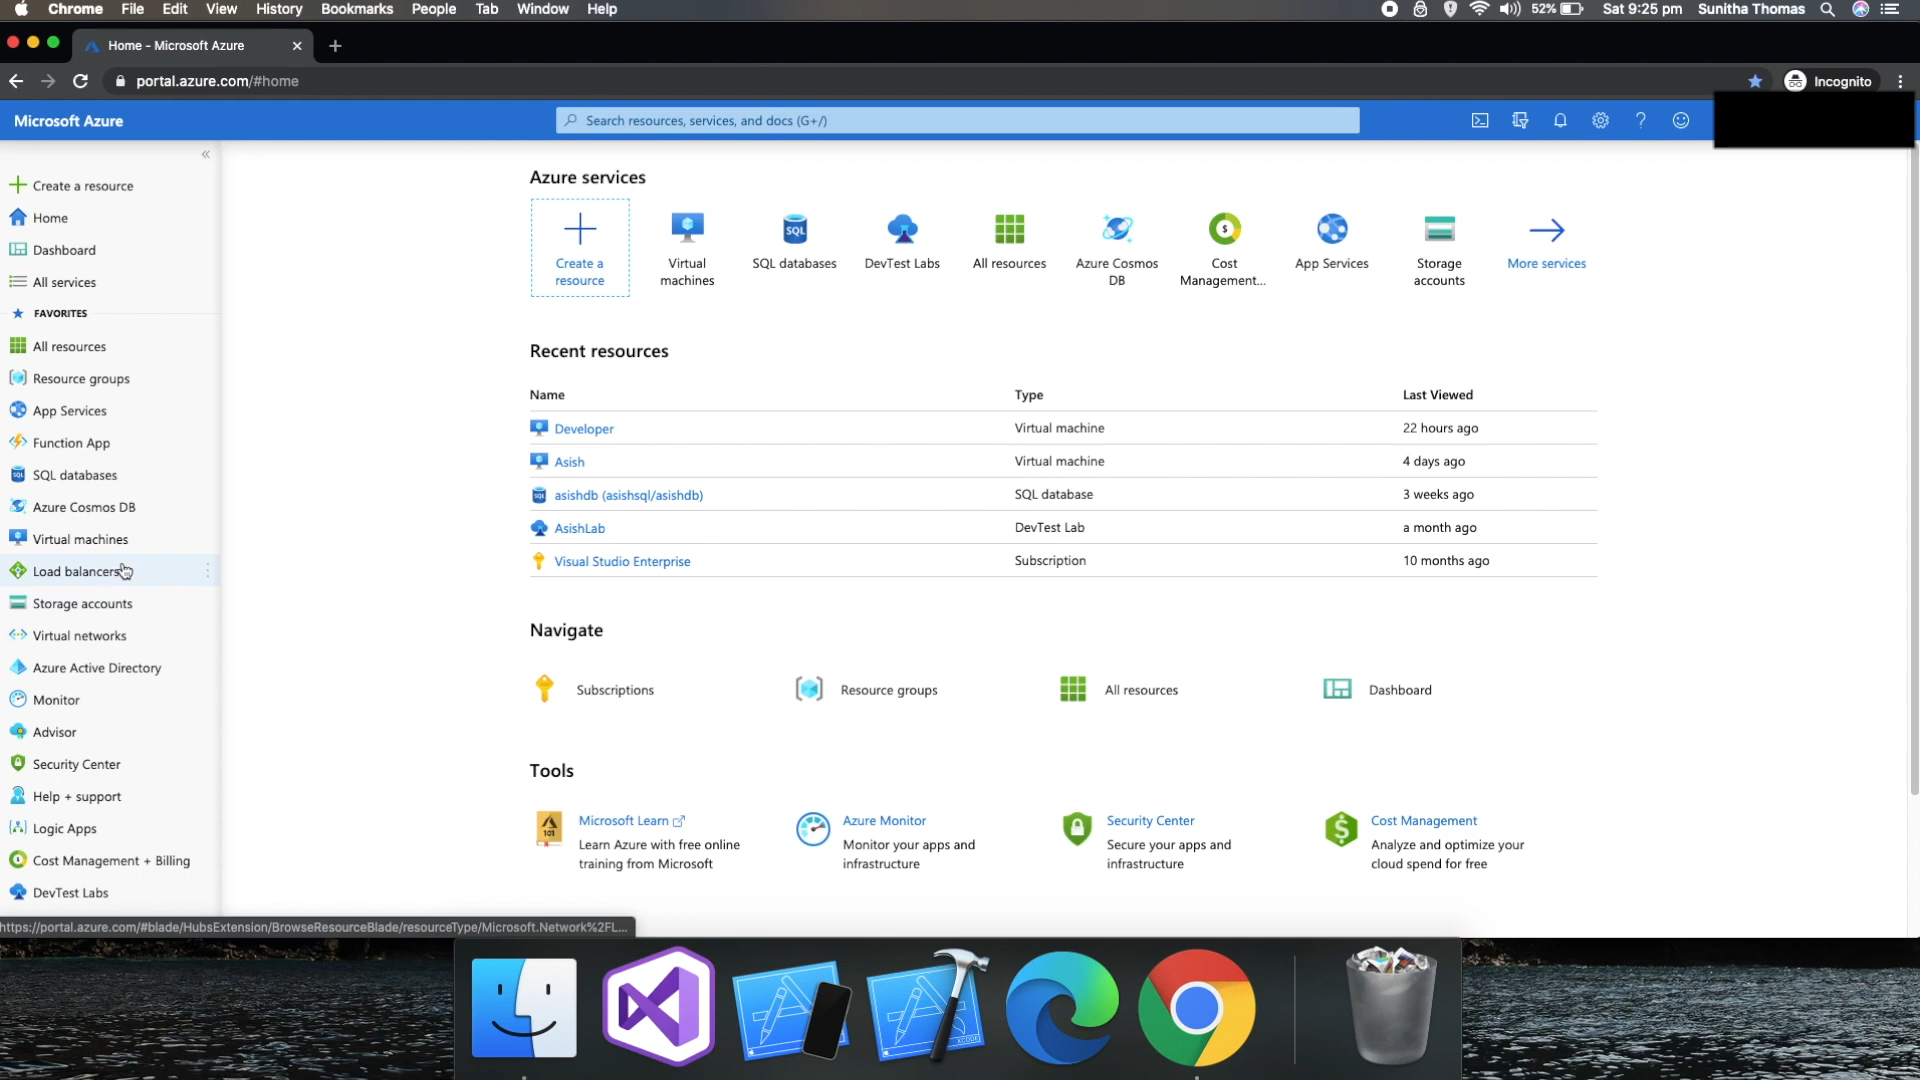 Chrome File Edit View History Bookmarks People Tab Window Help
52% Sat 9:25 pm Sunitha Thomas
Home - Microsoft Azure
portal.azure.com/#home
Incognito
Microsoft Azure
Search resources, services, and docs (G+/)
Create a resource
Home
Dashboard
All services
FAVORITES
All resources
Resource groups
App Services
Function App
SQL databases
Azure Cosmos DB
Virtual machines
Load balancers
Storage accounts
Virtual networks
Azure Active Directory
Monitor
Advisor
Security Center
Help + support
Logic Apps
Cost Management + Billing
DevTest Labs
https://portal.azure.com/#blade/HubsExtension/BrowseResourceBlade/resourceType/Microsoft.Network%2FL...
Azure services
Create a
resource
Virtual
machines
SQL
SQL databases
DevTest Labs
All resources
Azure Cosmos
DB
Cost
Management...
App Services
Storage
accounts
More services
Recent resources
Name Type Last Viewed
Developer Virtual machine 22 hours ago
Asish Virtual machine 4 days ago
asishdb (asishsql/asishdb) SQL database 3 weeks ago
AsishLab DevTest Lab a month ago
Visual Studio Enterprise Subscription 10 months ago
Navigate
Subscriptions
Resource groups
All resources
Dashboard
Tools
101
Microsoft Learn
Learn Azure with free online
training from Microsoft
Azure Monitor
Monitor your apps and
infrastructure
Security Center
Secure your apps and
infrastructure
Cost Management
Analyze and optimize your
cloud spend for free
XCODE